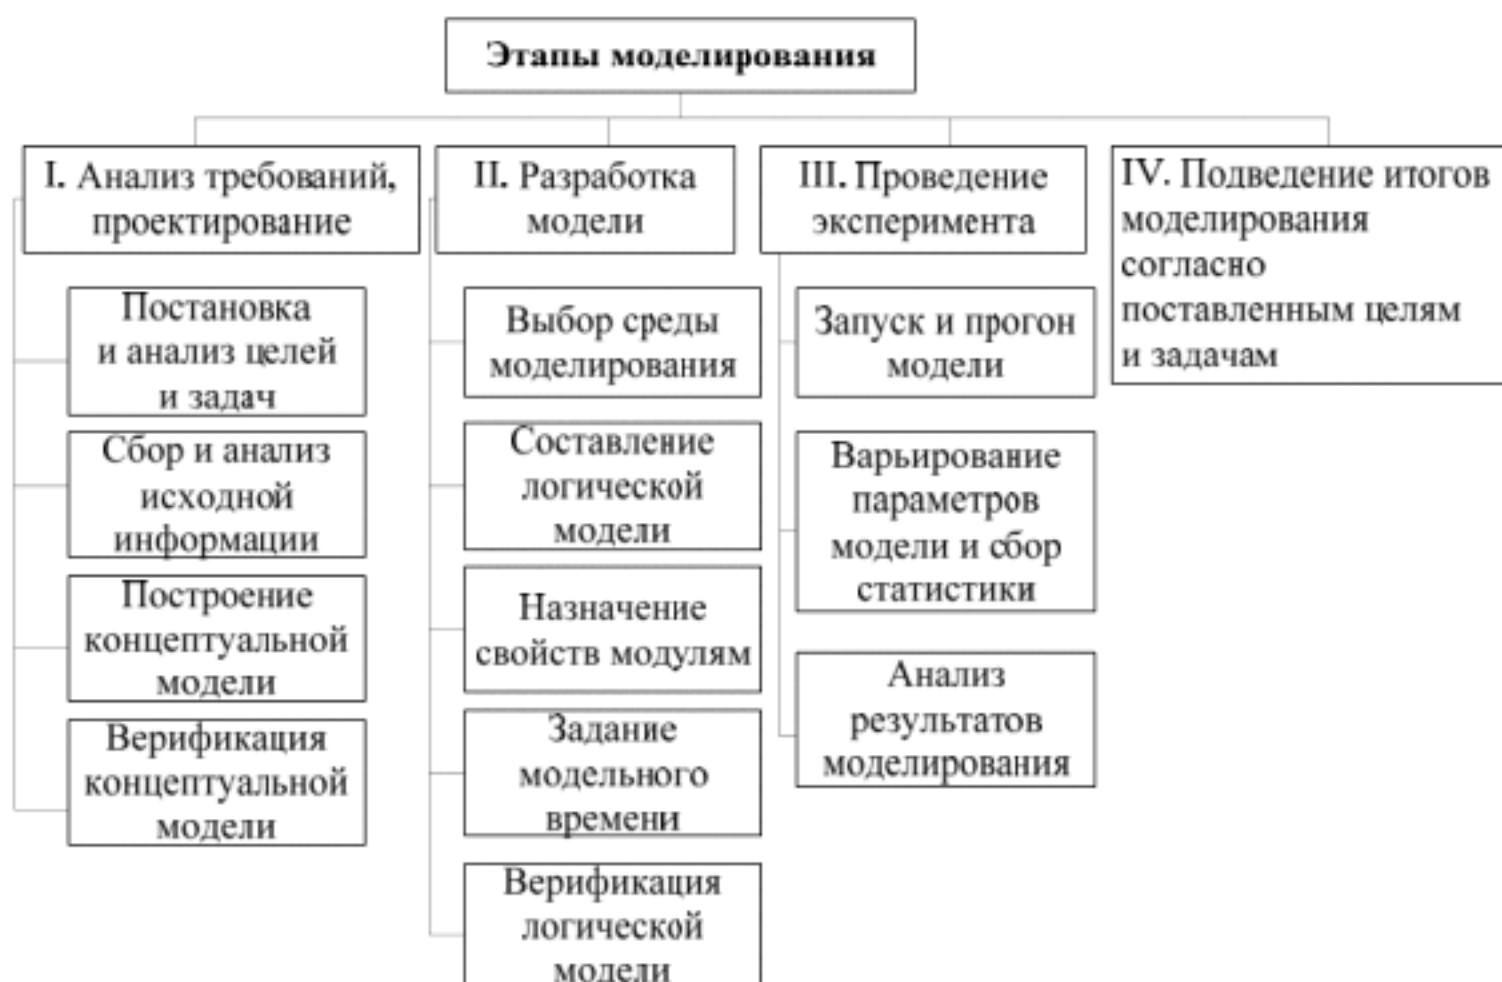 Этапы моделирования
I. Анализ требований,
проектирование
Постановка
и анализ целей
и задач
Сбор и анализ
исходной
информации
Построение
концептуальной
модели
Верификация
концептуальной
модели
II. Разработка
модели
Выбор среды
моделирования
Составление
логической
модели
Назначение
свойств модулям
Задание
модельного
времени
Верификация
логической
модели
III. Проведение
эксперимента
Запуск и прогон
модели
Варьирование
параметров
модели и сбор
статистики
Анализ
результатов
моделирования
IV. Подведение итогов
моделирования
согласно
поставленным целям
и задачам